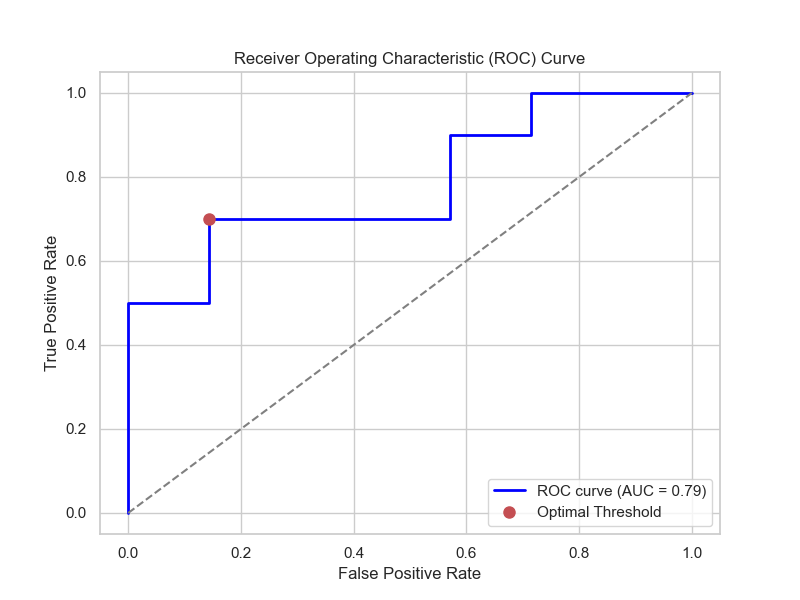 Receiver Operating Characteristic (ROC) Curve
True Positive Rate
1.0
0.8
0.6
0.4
0.2
0.0
ROC curve (AUC = 0.79)
Optimal Threshold
0.0 0.2 0.4 0.6 0.8 1.0
False Positive Rate